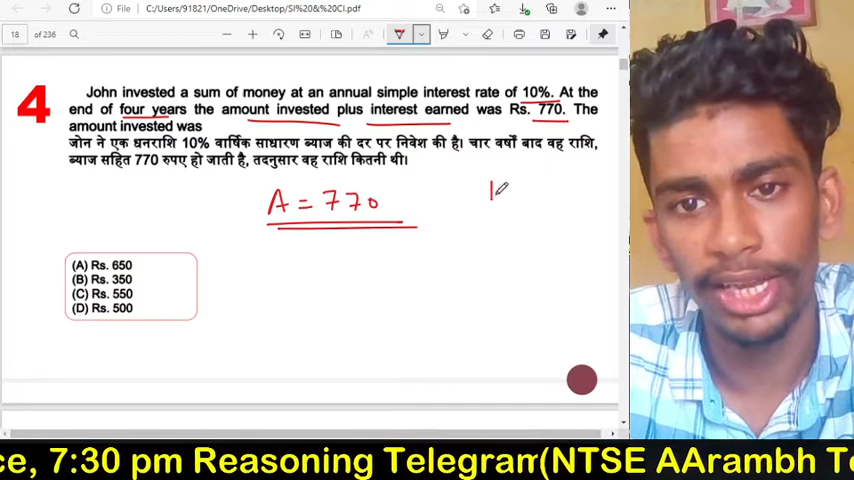 File
C:/Users/91821/OneDrive/Desktop/SI%20&%20CI.pdf
18 of 236
4
John invested a sum of money at an annual simple interest rate of 10%. At the
end of four years the amount invested plus interest earned was Rs. 770. The
amount invested was
जोन ने एक धनराशि 10% वार्षिक साधारण ब्याज की दर पर निवेश की है। चार वर्षों बाद वह राशि,
ब्याज सहित 770 रुपए हो जाती है, तदनुसार वह राशि कितनी थी।
A = 770
(A) Rs. 650
(B) Rs. 350
(C) Rs. 550
(D) Rs. 500
ce, 7:30 pm Reasoning Telegram (NTSE AArambh Te